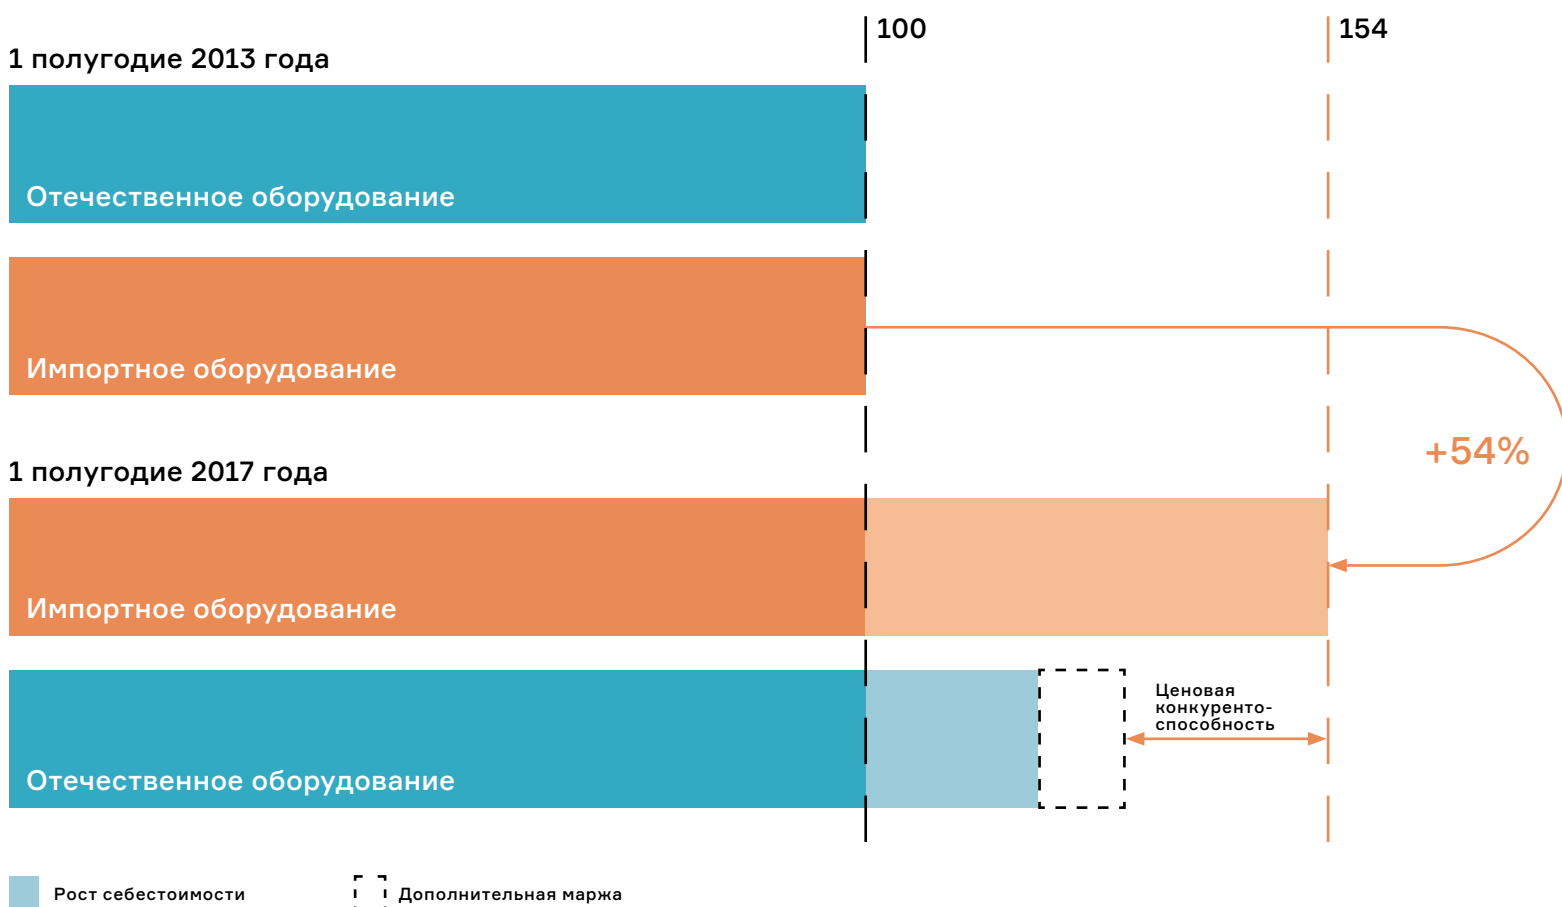 100
154
1 полугодие 2013 года
Отечественное оборудование
Импортное оборудование
+54%
1 полугодие 2017 года
Импортное оборудование
Ценовая
конкуренто-
способность
Отечественное оборудование
Рост себестоимости
Дополнительная маржа